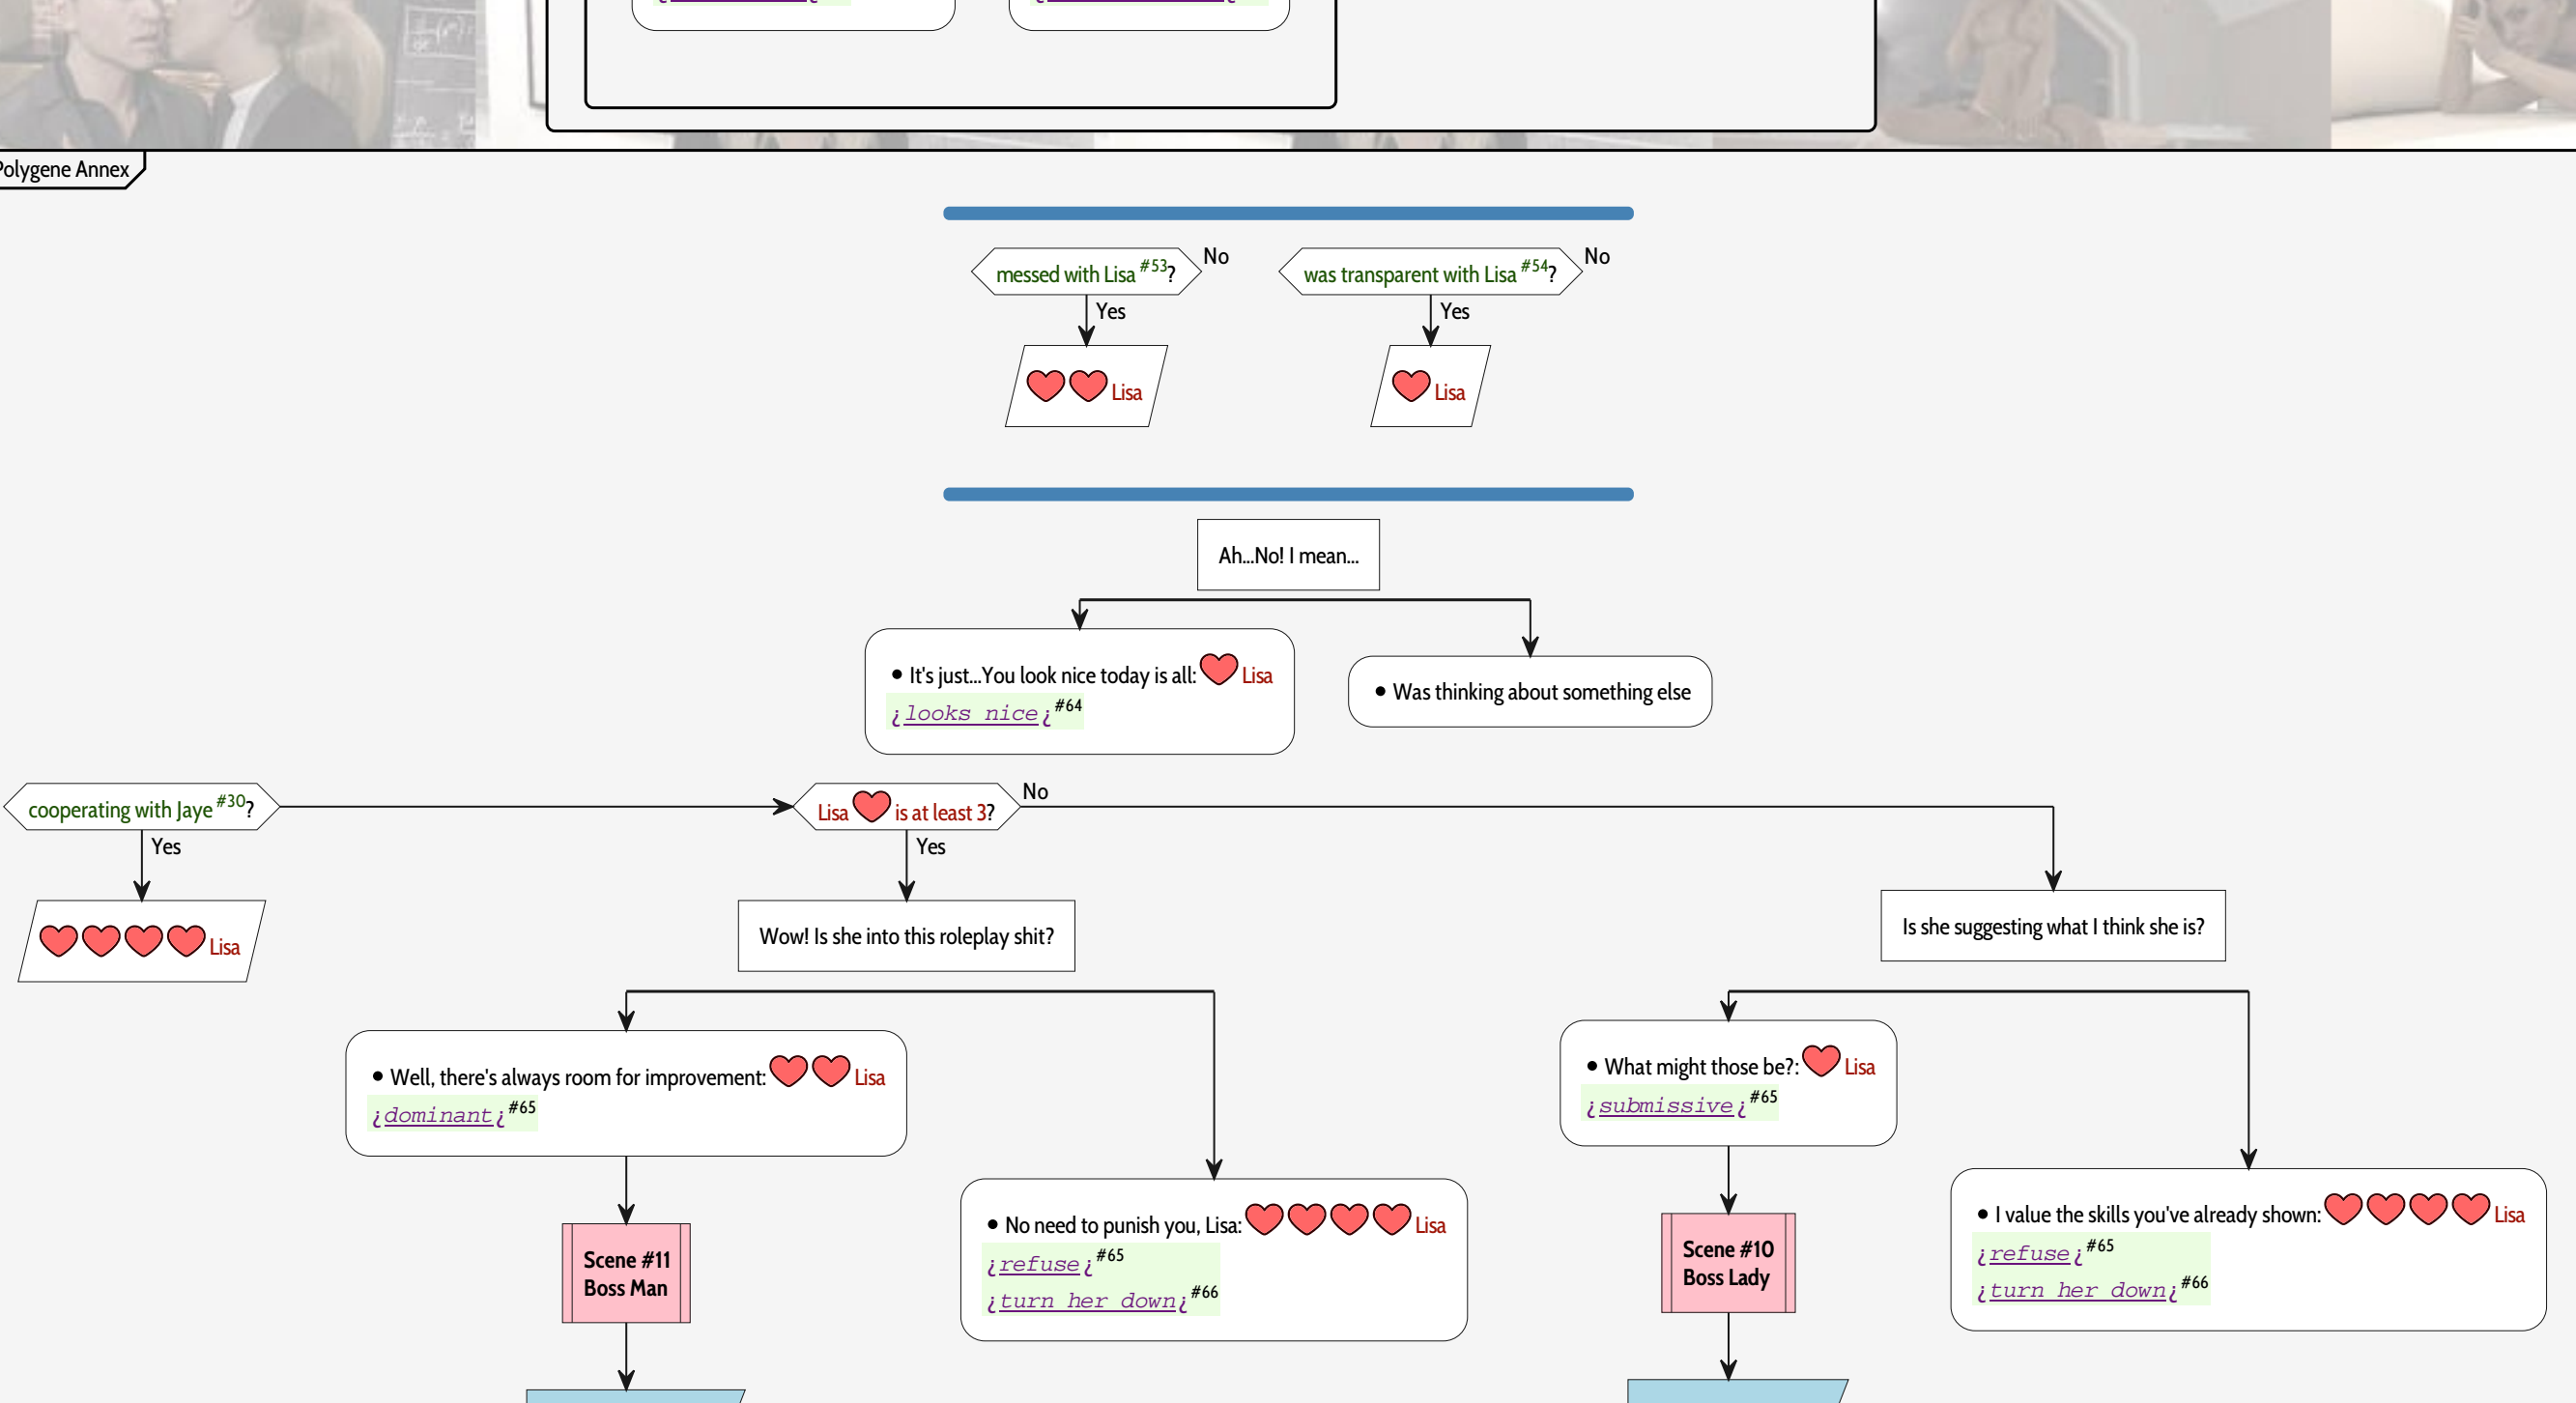 Polygene Annex
messed with Lisa #53?
No
was transparent with Lisa #54?
No
Yes
Yes
Lisa
Lisa
Ah...No! I mean...
• It's just...You look nice today is all: Lisa
¿looks nice¿#64
• Was thinking about something else
cooperating with Jaye #30?
Lisa is at least 3?
No
Yes
Yes
Lisa
Wow! Is she into this roleplay shit?
Is she suggesting what I think she is?
• Well, there's always room for improvement: Lisa
¿dominant¿#65
• What might those be?: Lisa
¿submissive¿#65
• No need to punish you, Lisa: Lisa
¿refuse¿#65
¿turn her down¿#66
• I value the skills you've already shown: Lisa
¿refuse¿#65
¿turn her down¿#66
Scene #11
Boss Man
Scene #10
Boss Lady